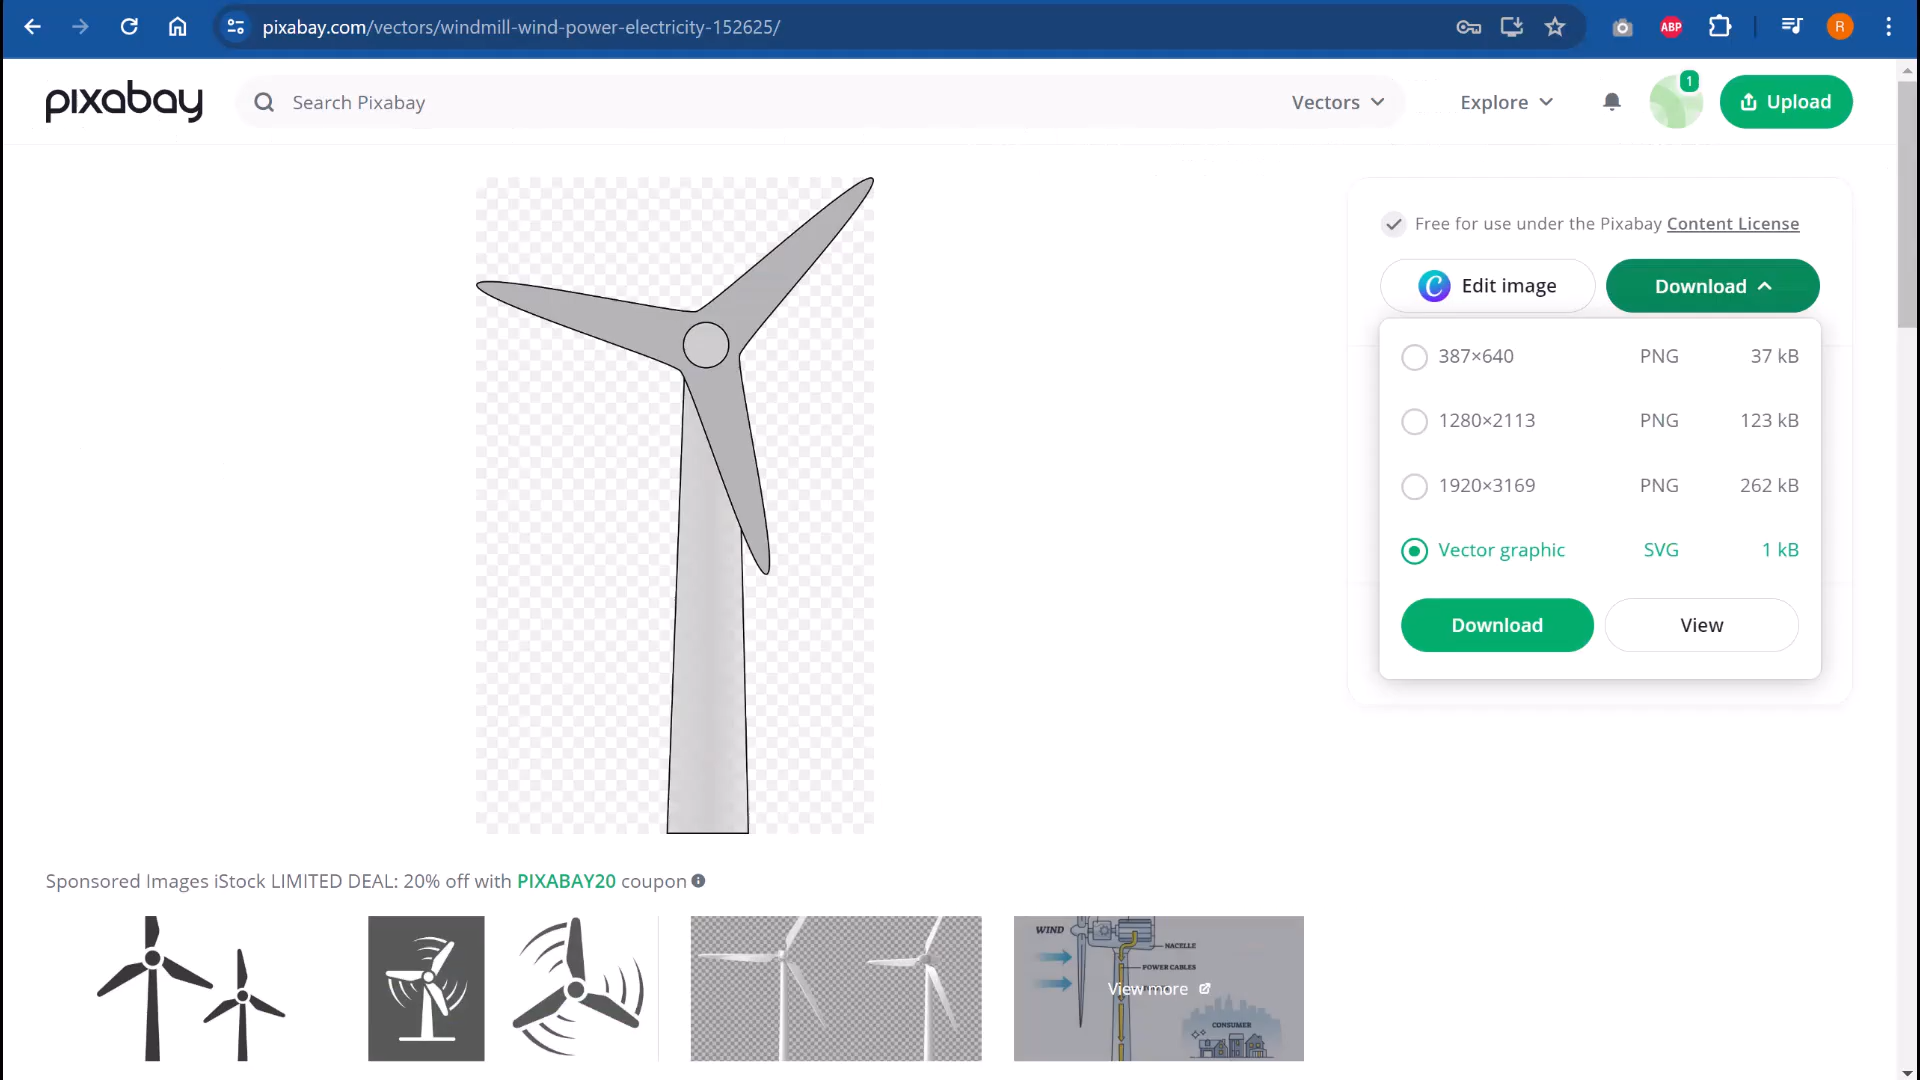 pixabay.com/vectors/windmill-wind-power-electricity-152625/
ABP
R
pixabay
Search Pixabay
Vectors
Explore
1
Upload
Free for use under the Pixabay Content License
Edit image
Download
387×640 PNG 37 kB
1280×2113 PNG 123 kB
1920×3169 PNG 262 kB
Vector graphic SVG 1 kB
Download
View
Sponsored Images iStock LIMITED DEAL: 20% off with PIXABAY20 coupon
WIND
NACELLE
POWER CABLES
View more
CONSUMER